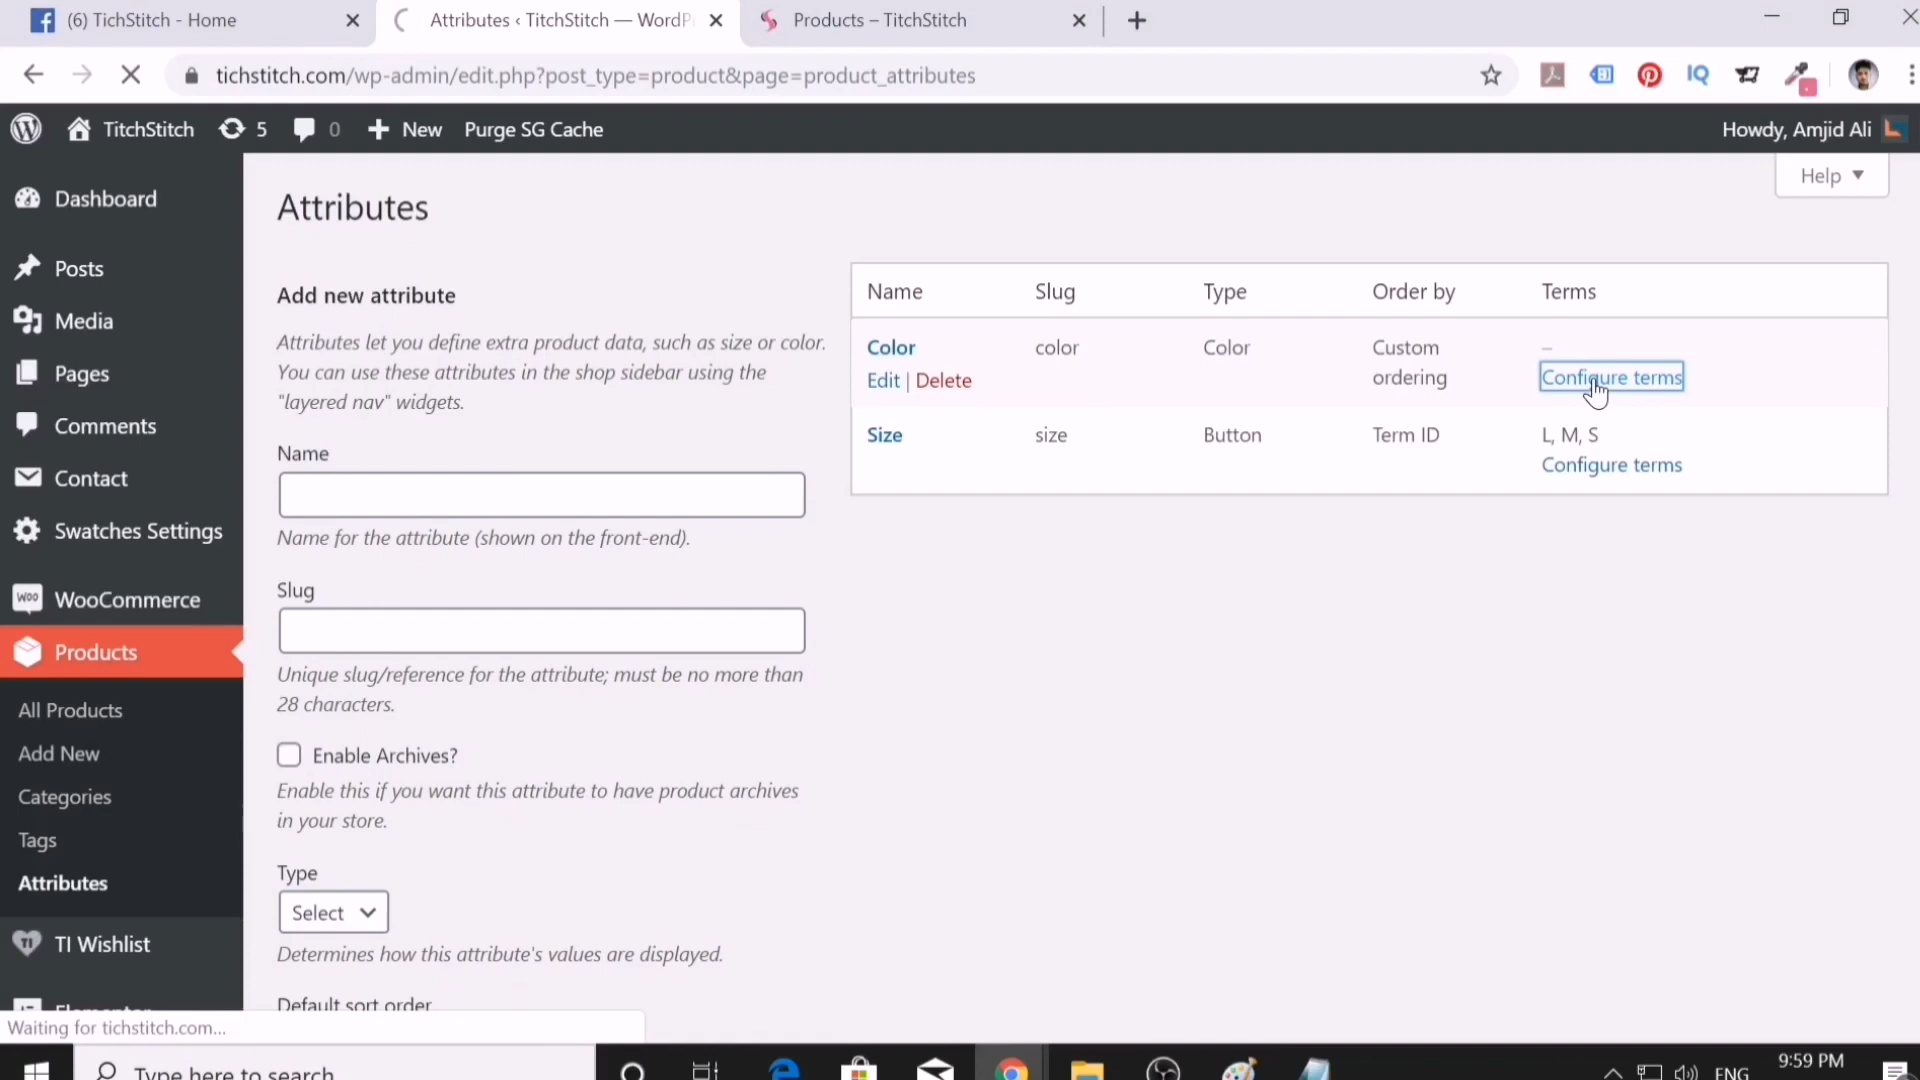 (6) TichStitch - Home
Attributes ‹ TitchStitch — WordP
Products – TitchStitch
tichstitch.com/wp-admin/edit.php?post_type=product&page=product_attributes
TitchStitch
5
0
New
Purge SG Cache
Howdy, Amjid Ali
Dashboard
Posts
Media
Pages
Comments
Contact
Swatches Settings
WooCommerce
Products
All Products
Add New
Categories
Tags
Attributes
TI Wishlist
Help
Attributes
Add new attribute
Attributes let you define extra product data, such as size or color.
You can use these attributes in the shop sidebar using the
"layered nav" widgets.
Name
Name for the attribute (shown on the front-end).
Slug
Unique slug/reference for the attribute; must be no more than
28 characters.
Enable Archives?
Enable this if you want this attribute to have product archives
in your store.
Type
Select
Determines how this attribute's values are displayed.
Default sort order
Name Slug Type Order by Terms
Color color Color Custom ordering –
Edit | Delete
Configure terms
Size size Button Term ID L, M, S
Configure terms
Waiting for tichstitch.com...
Type here to search
ENG
9:59 PM